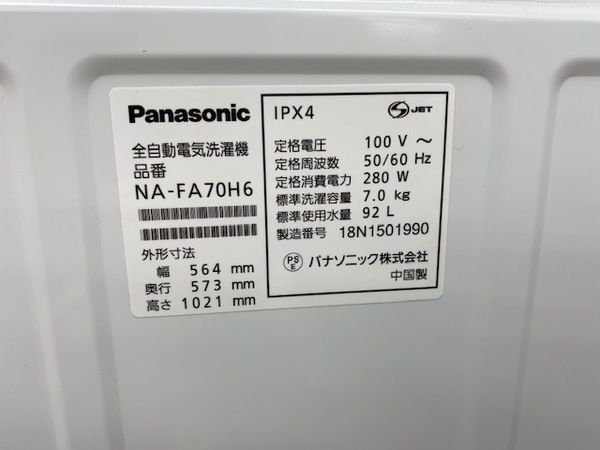 Panasonic
全自動電気洗濯機
品番
NA-FA70H6
外形寸法
幅 564 mm
奥行 573 mm
高さ 1021 mm
IPX4
S JET
定格電圧 100 V ～
定格周波数 50/60 Hz
定格消費電力 280 W
標準洗濯容量 7.0 kg
標準使用水量 92 L
製造番号 18N1501990
PS E パナソニック株式会社
中国製